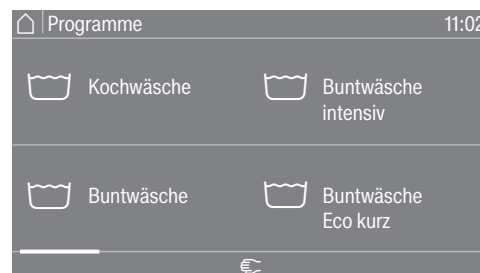 Programme
11:02
Kochwäsche
Buntwäsche
intensiv
Buntwäsche
Buntwäsche
Eco kurz